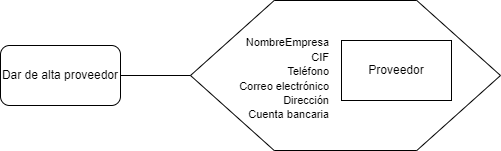 Dar de alta proveedor
NombreEmpresa
CIF
Teléfono
Correo electrónico
Dirección
Cuenta bancaria
Proveedor